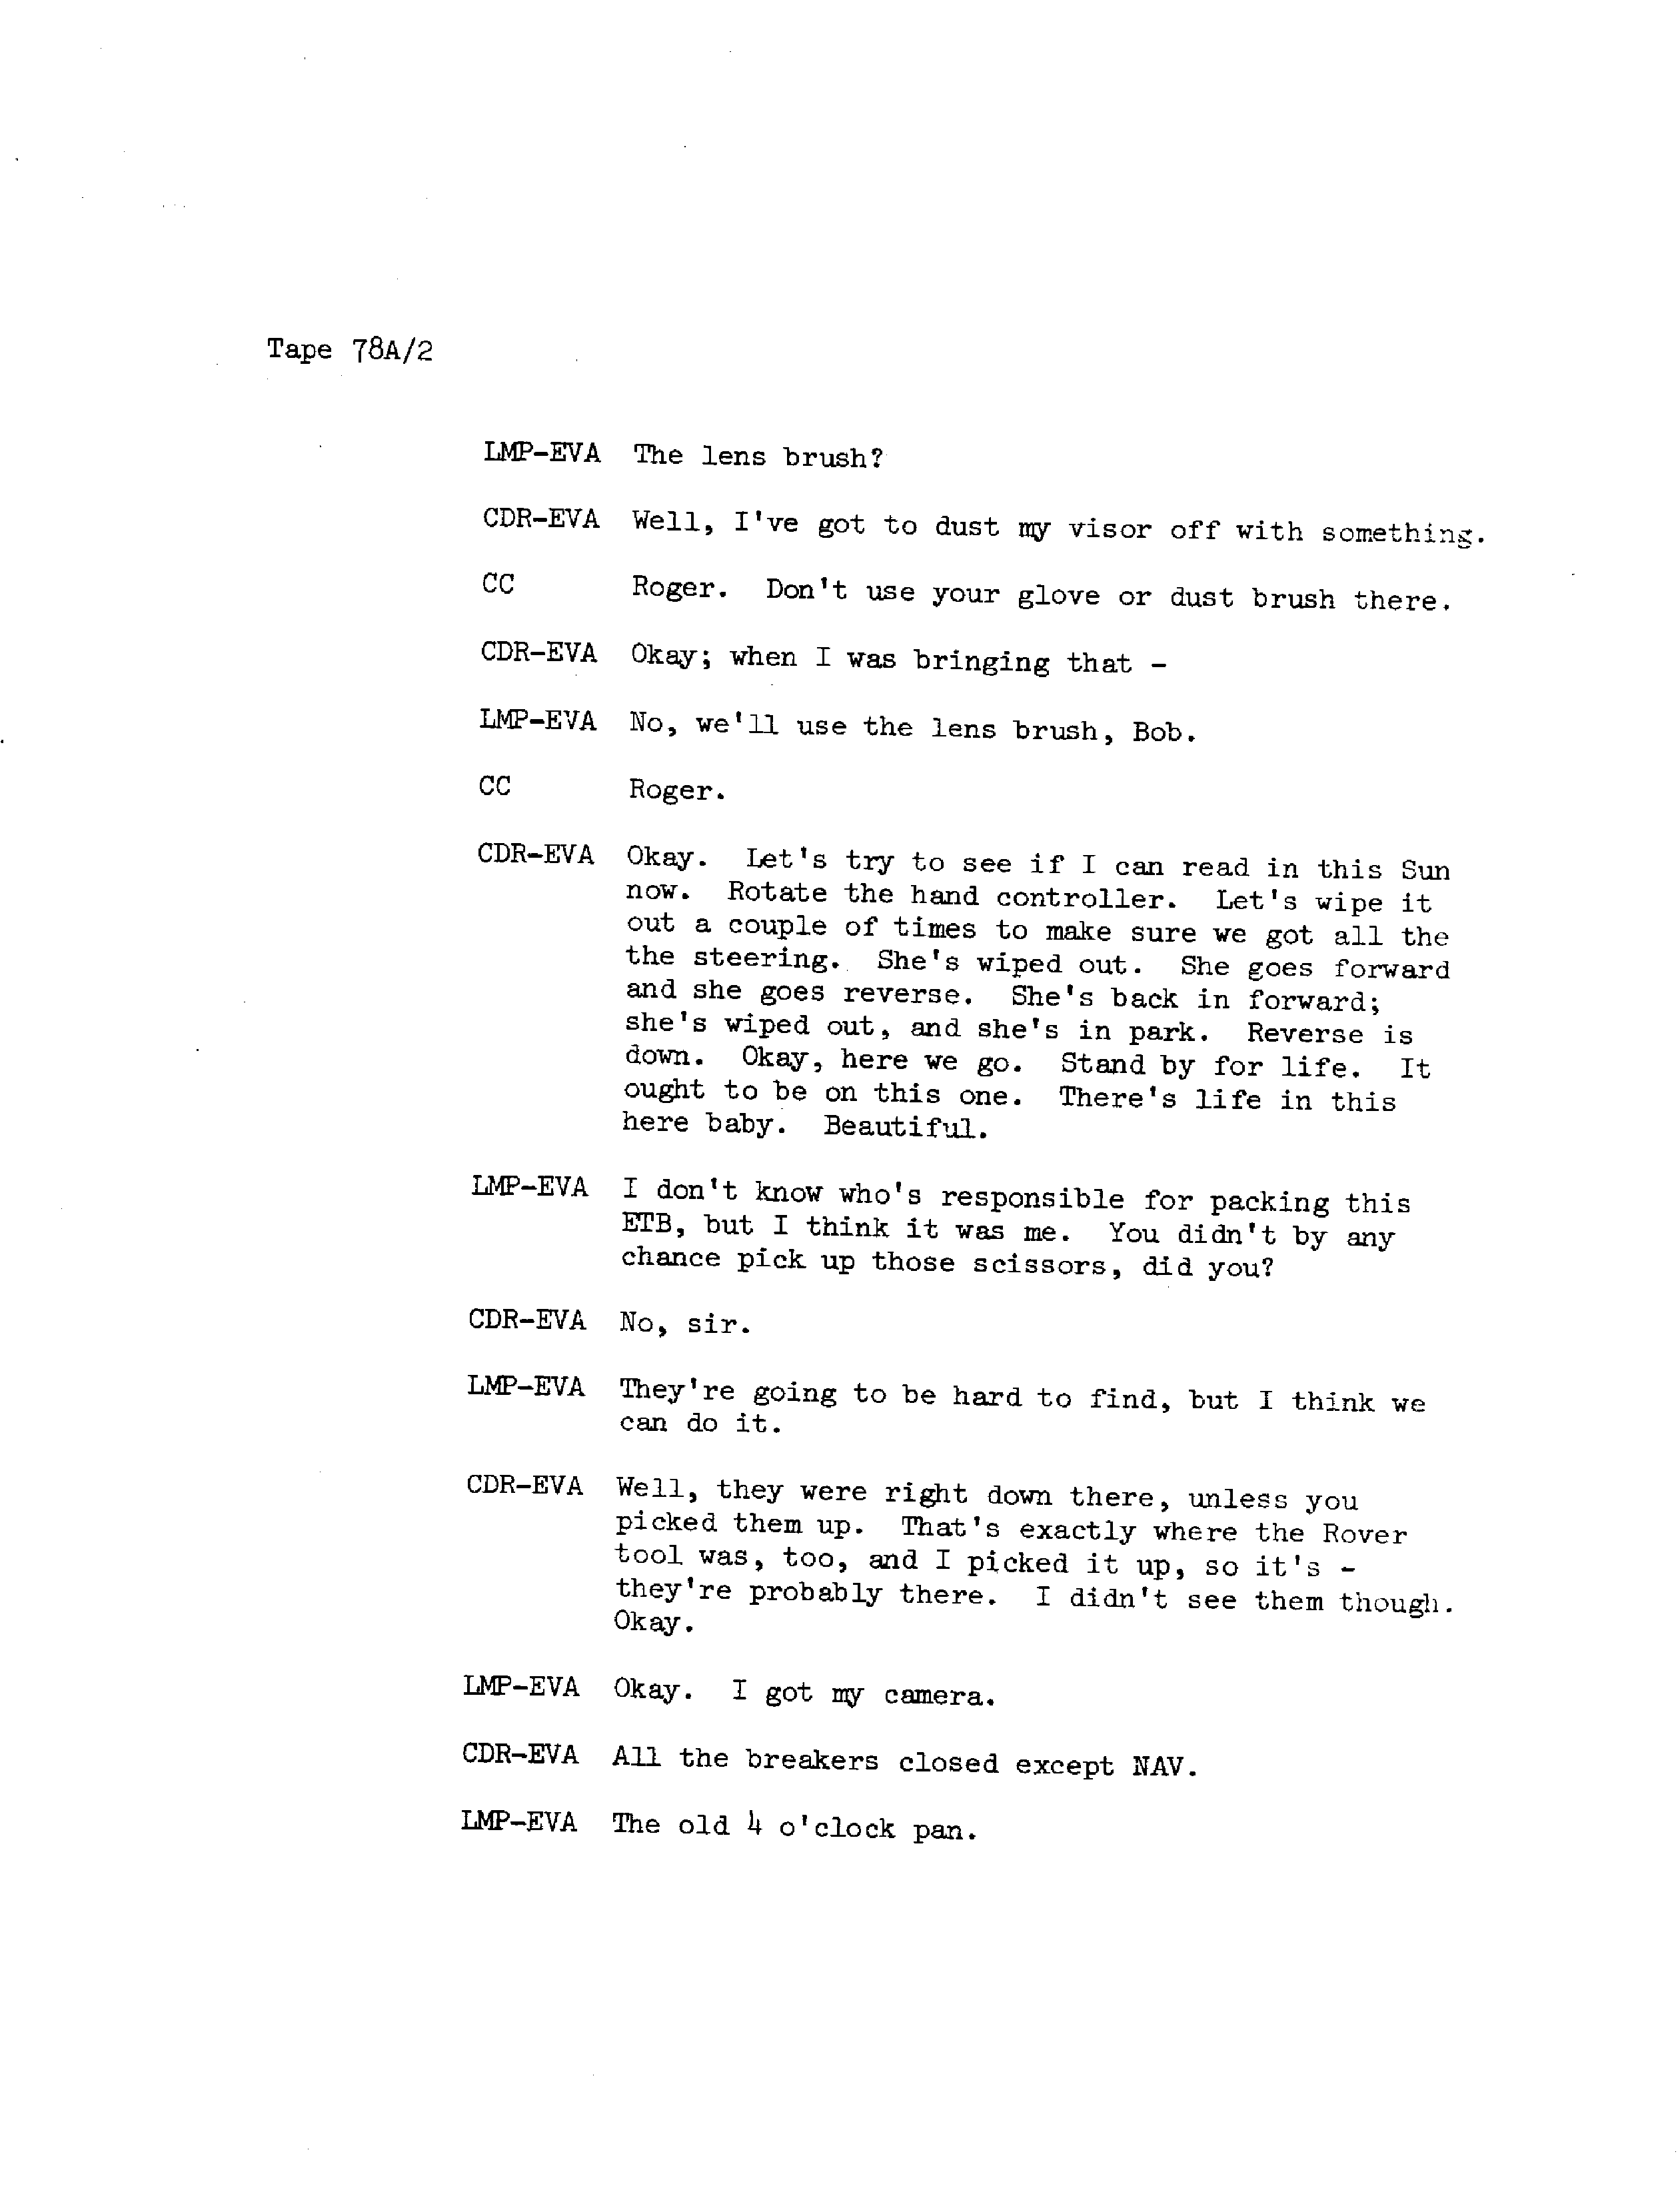 Tape 78A/2
LMP-EVA The lens brush?
CDR-EVA Well, I've got to dust my visor off with something.
CC Roger. Don't use your glove or dust brush there.
CDR-EVA Okay; when I was bringing that -
LMP-EVA No, we'll use the lens brush, Bob.
CC Roger.
CDR-EVA Okay. Let's try to see if I can read in this Sun
now. Rotate the hand controller. Let's wipe it
out a couple of times to make sure we got all the
the steering. She's wiped out. She goes forward
and she goes reverse. She's back in forward;
she's wiped out, and she's in park. Reverse is
down. Okay, here we go. Stand by for life. It
ought to be on this one. There's life in this
here baby. Beautiful.
LMP-EVA I don't know who's responsible for packing this
ETB, but I think it was me. You didn't by any
chance pick up those scissors, did you?
CDR-EVA No, sir.
LMP-EVA They're going to be hard to find, but I think we
can do it.
CDR-EVA Well, they were right down there, unless you
picked them up. That's exactly where the Rover
tool was, too, and I picked it up, so it's -
they're probably there. I didn't see them though.
Okay.
LMP-EVA Okay. I got my camera.
CDR-EVA All the breakers closed except NAV.
LMP-EVA The old 4 o'clock pan.